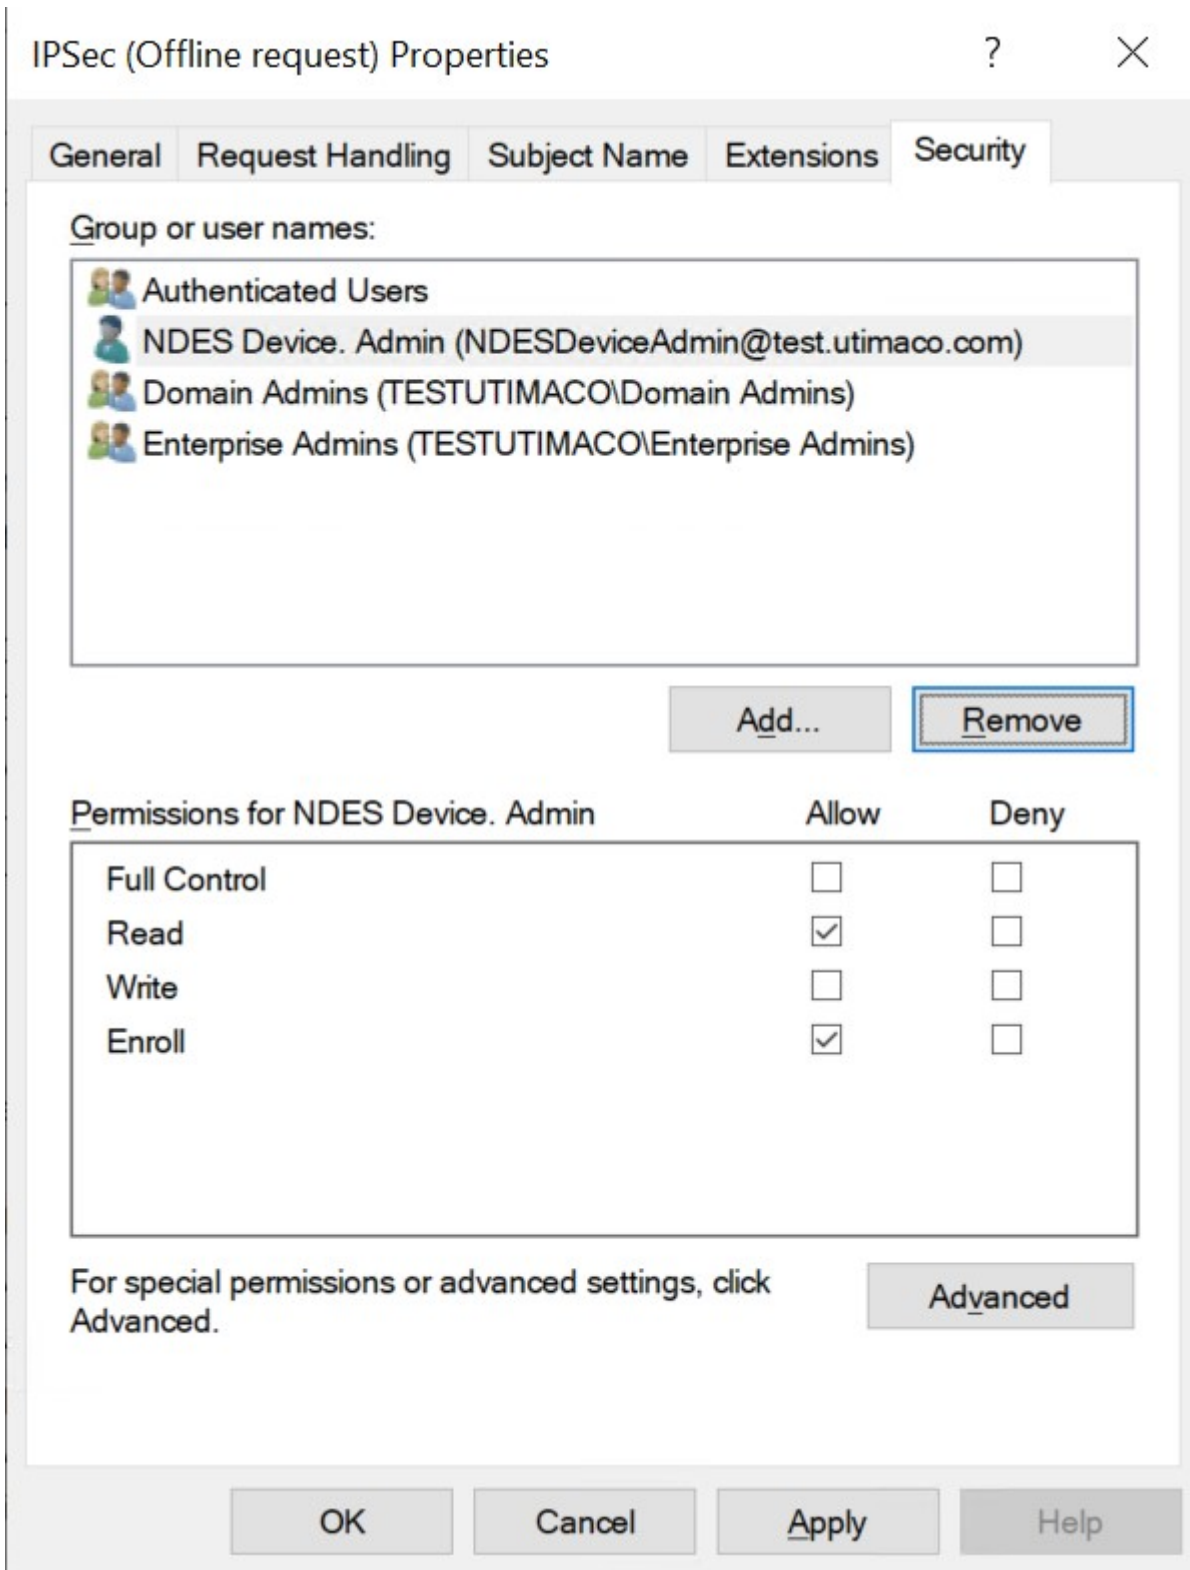 IPSec (Offline request) Properties ?
General Request Handling Subject Name Extensions Security
Group or user names:
Authenticated Users
NDES Device. Admin (NDESDeviceAdmin@test.utimaco.com)
Domain Admins (TESTUTIMACO\Domain Admins)
Enterprise Admins (TESTUTIMACO\Enterprise Admins)
Add... Remove
Permissions for NDES Device. Admin Allow Deny
Full Control
Read
Write
Enroll
For special permissions or advanced settings, click
Advanced.
Advanced
OK Cancel Apply Help